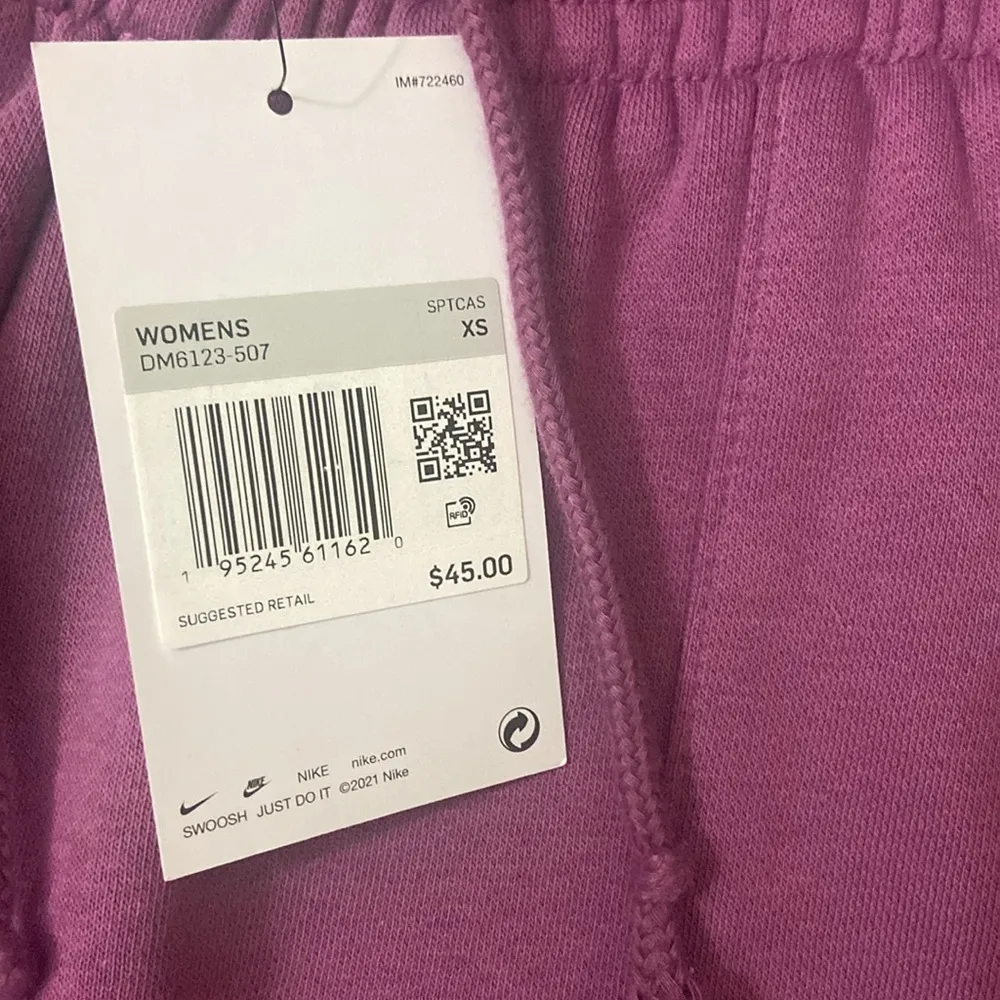 IM#722460
WOMENS
DM6123-507
SPTCAS
XS
RFID
1 95245 61162 0
$45.00
SUGGESTED RETAIL
NIKE NIKE nike.com
SWOOSH JUST DO IT ©2021 Nike